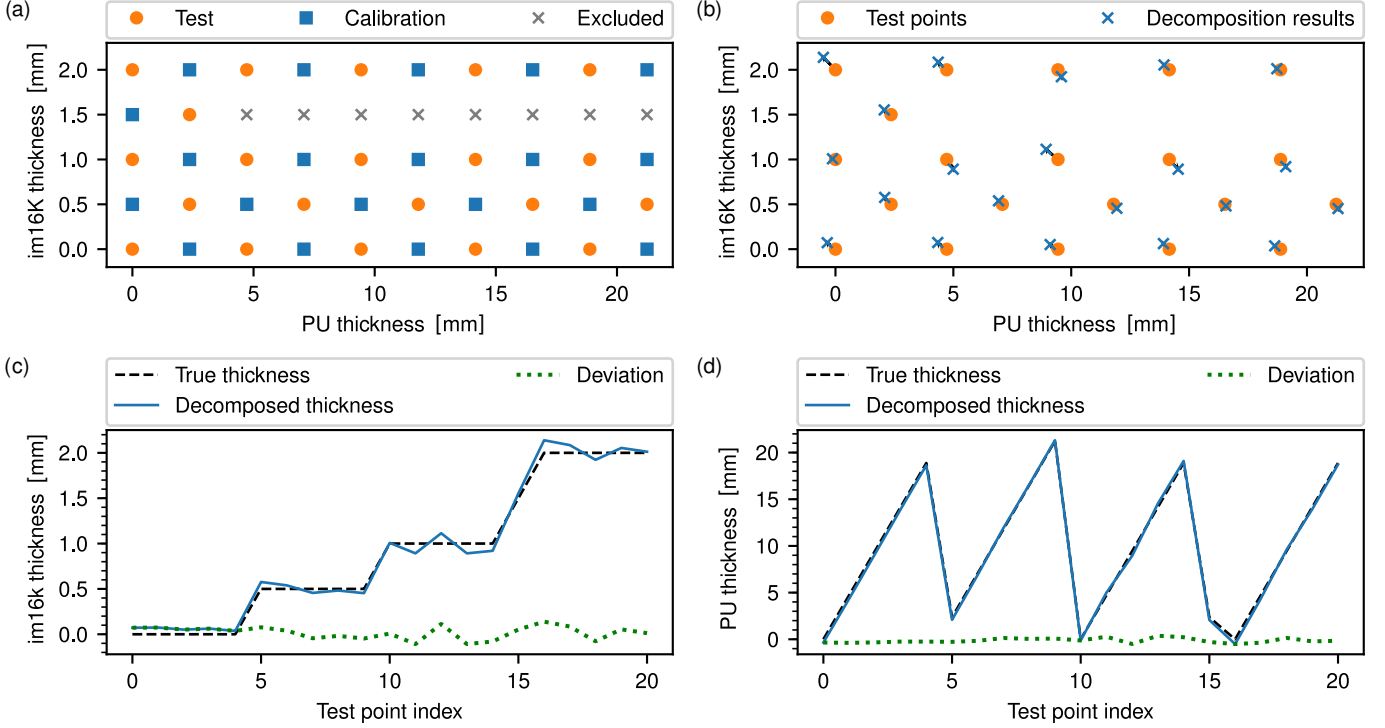 (a)
Test Calibration Excluded
im16K thickness [mm]
2.0
1.5
1.0
0.5
0.0
0 5 10 15 20
PU thickness [mm]
(b)
Test points Decomposition results
im16K thickness [mm]
2.0
1.5
1.0
0.5
0.0
0 5 10 15 20
PU thickness [mm]
(c)
True thickness Deviation
Decomposed thickness
im16k thickness [mm]
2.0
1.5
1.0
0.5
0.0
0 5 10 15 20
Test point index
(d)
True thickness Deviation
Decomposed thickness
PU thickness [mm]
20
15
10
5
0
0 5 10 15 20
Test point index